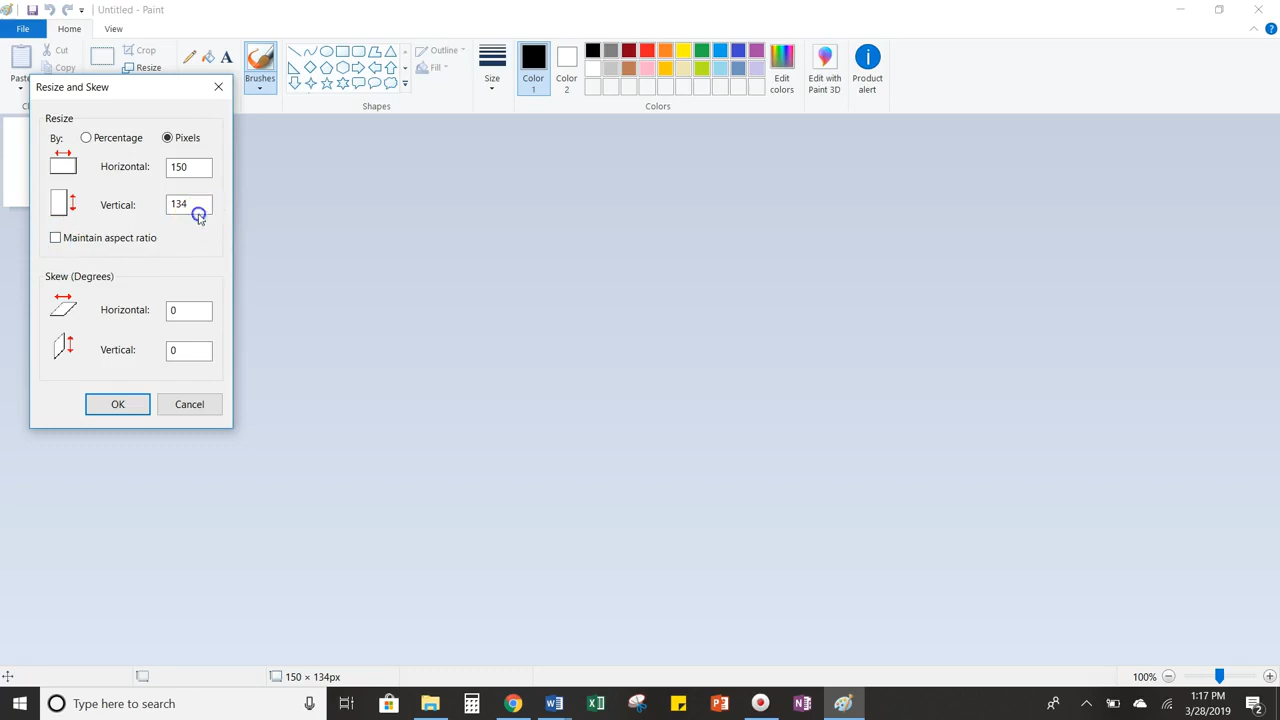 Untitled - Paint
File Home View
Paste Cut Copy
Crop
Resize
A
Brushes
Outline
Fill
Shapes
Size
Color 1
Color 2
Edit colors
Edit with Paint 3D
Product alert
Colors
Resize and Skew
Resize
By: Percentage Pixels
Horizontal: 150
Vertical: 134
Maintain aspect ratio
Skew (Degrees)
Horizontal: 0
Vertical: 0
OK Cancel
150 × 134px
100%
Type here to search
1:17 PM
3/28/2019
2